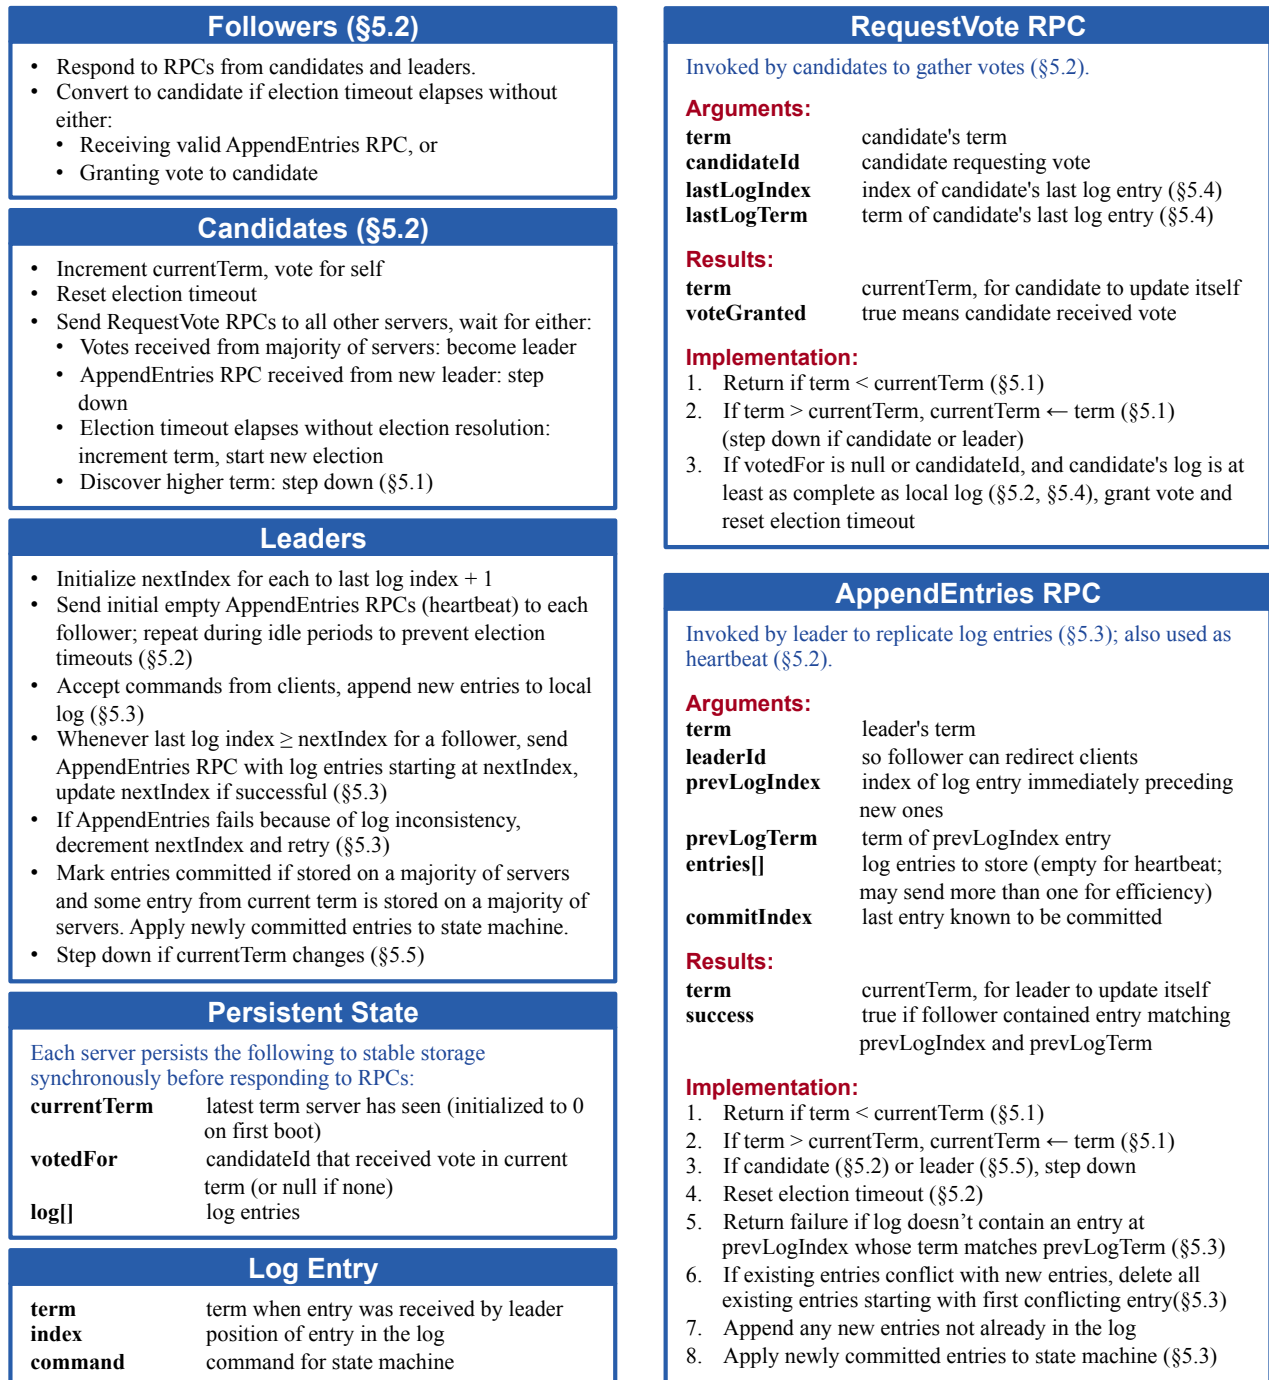 Followers (§5.2)
• Respond to RPCs from candidates and leaders.
• Convert to candidate if election timeout elapses without
either:
• Receiving valid AppendEntries RPC, or
• Granting vote to candidate
Candidates (§5.2)
• Increment currentTerm, vote for self
• Reset election timeout
• Send RequestVote RPCs to all other servers, wait for either:
• Votes received from majority of servers: become leader
• AppendEntries RPC received from new leader: step
down
• Election timeout elapses without election resolution:
increment term, start new election
• Discover higher term: step down (§5.1)
Leaders
• Initialize nextIndex for each to last log index + 1
• Send initial empty AppendEntries RPCs (heartbeat) to each
follower; repeat during idle periods to prevent election
timeouts (§5.2)
• Accept commands from clients, append new entries to local
log (§5.3)
• Whenever last log index ≥ nextIndex for a follower, send
AppendEntries RPC with log entries starting at nextIndex,
update nextIndex if successful (§5.3)
• If AppendEntries fails because of log inconsistency,
decrement nextIndex and retry (§5.3)
• Mark entries committed if stored on a majority of servers
and some entry from current term is stored on a majority of
servers. Apply newly committed entries to state machine.
• Step down if currentTerm changes (§5.5)
Persistent State
Each server persists the following to stable storage
synchronously before responding to RPCs:
currentTerm latest term server has seen (initialized to 0
on first boot)
votedFor candidateId that received vote in current
term (or null if none)
log[] log entries
Log Entry
term term when entry was received by leader
index position of entry in the log
command command for state machine
RequestVote RPC
Invoked by candidates to gather votes (§5.2).
Arguments:
term candidate's term
candidateId candidate requesting vote
lastLogIndex index of candidate's last log entry (§5.4)
lastLogTerm term of candidate's last log entry (§5.4)
Results:
term currentTerm, for candidate to update itself
voteGranted true means candidate received vote
Implementation:
1. Return if term < currentTerm (§5.1)
2. If term > currentTerm, currentTerm ← term (§5.1)
(step down if candidate or leader)
3. If votedFor is null or candidateId, and candidate's log is at
least as complete as local log (§5.2, §5.4), grant vote and
reset election timeout
AppendEntries RPC
Invoked by leader to replicate log entries (§5.3); also used as
heartbeat (§5.2).
Arguments:
term leader's term
leaderId so follower can redirect clients
prevLogIndex index of log entry immediately preceding
new ones
prevLogTerm term of prevLogIndex entry
entries[] log entries to store (empty for heartbeat;
may send more than one for efficiency)
commitIndex last entry known to be committed
Results:
term currentTerm, for leader to update itself
success true if follower contained entry matching
prevLogIndex and prevLogTerm
Implementation:
1. Return if term < currentTerm (§5.1)
2. If term > currentTerm, currentTerm ← term (§5.1)
3. If candidate (§5.2) or leader (§5.5), step down
4. Reset election timeout (§5.2)
5. Return failure if log doesn’t contain an entry at
prevLogIndex whose term matches prevLogTerm (§5.3)
6. If existing entries conflict with new entries, delete all
existing entries starting with first conflicting entry(§5.3)
7. Append any new entries not already in the log
8. Apply newly committed entries to state machine (§5.3)